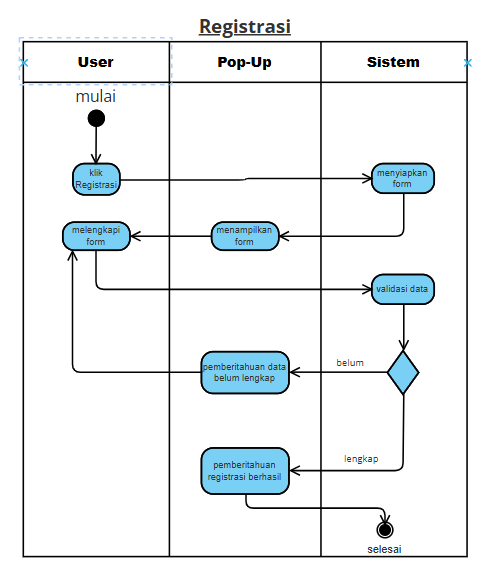 Registrasi
User
Pop-Up
Sistem
mulai
klik
Registrasi
menyiapkan
form
melengkapi
form
menampilkan
form
validasi data
belum
pemberitahuan data
belum lengkap
lengkap
pemberitahuan
registrasi berhasil
selesai